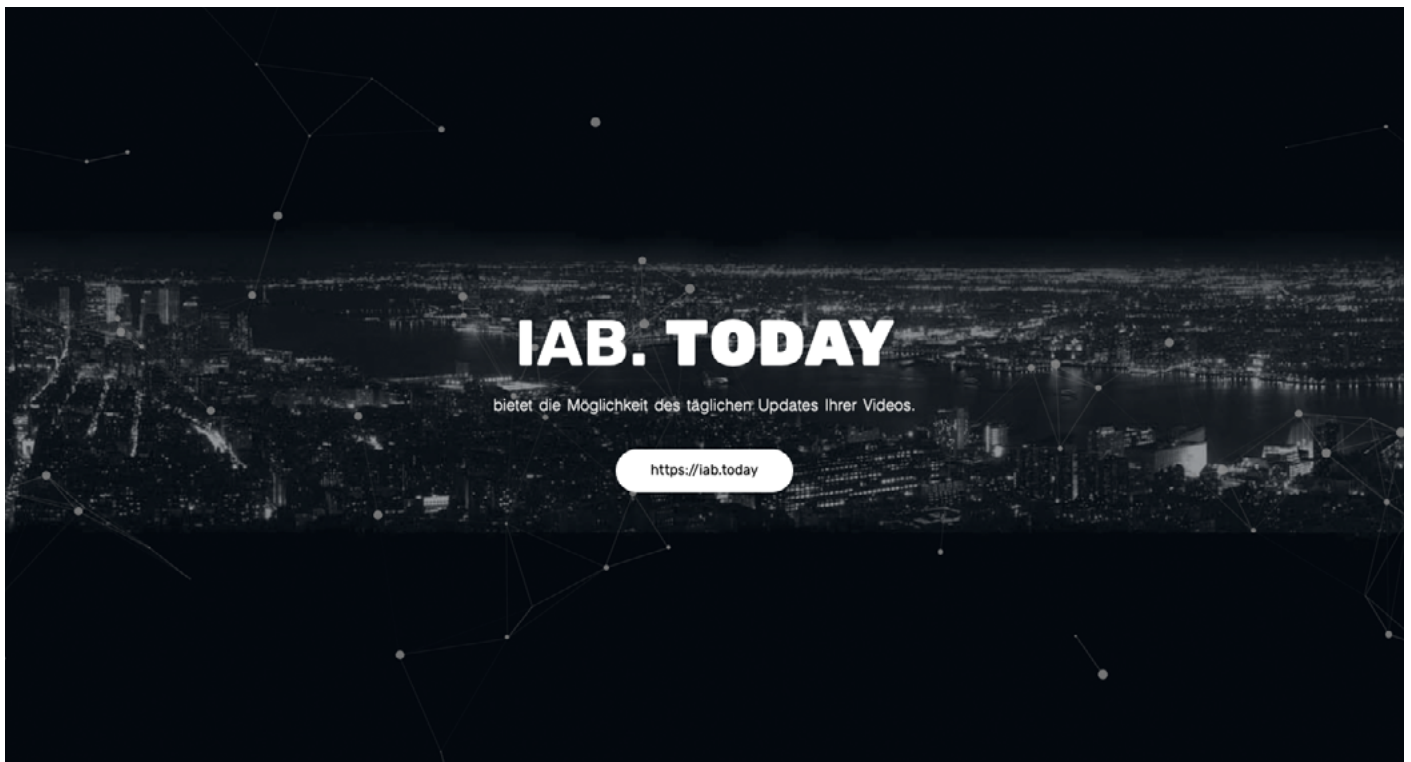 IAB. TODAY
bietet die Möglichkeit des täglichen Updates Ihrer Videos.
https://iab.today